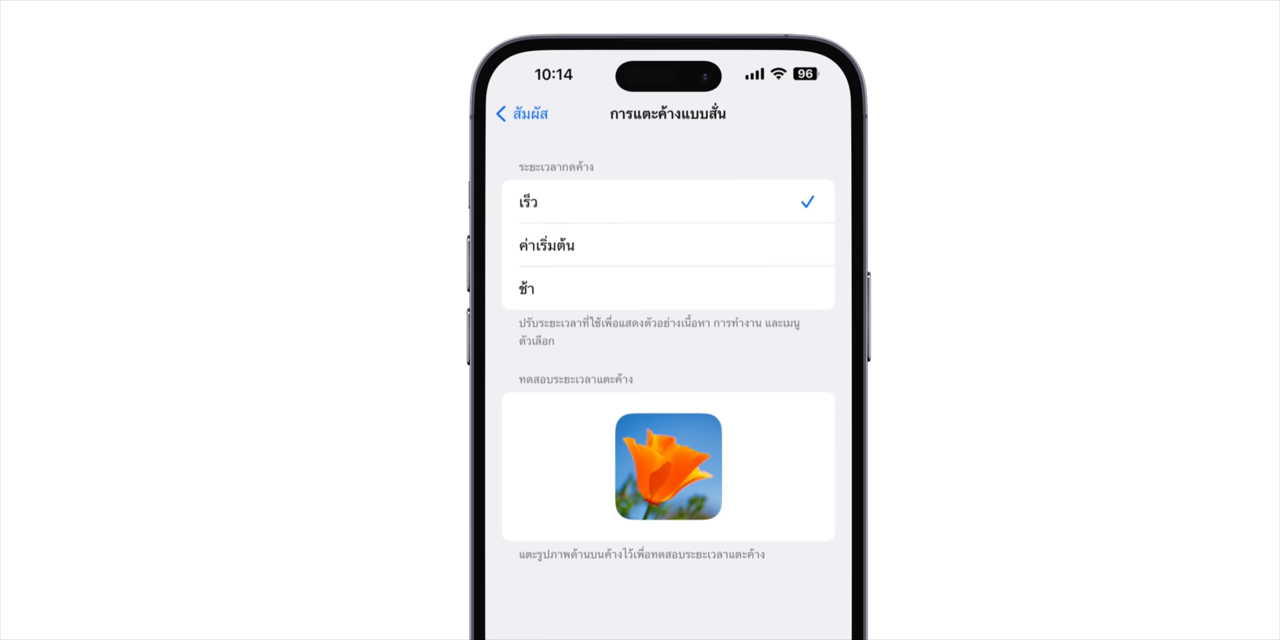 10:14
96
สัมผัส
การแตะค้างแบบสั่น
ระยะเวลากดค้าง
เร็ว
ค่าเริ่มต้น
ช้า
ปรับระยะเวลาที่ใช้เพื่อแสดงตัวอย่างเนื้อหา การทำงาน และเมนู
ตัวเลือก
ทดสอบระยะเวลาแตะค้าง
แตะรูปภาพด้านบนค้างไว้เพื่อทดสอบระยะเวลาแตะค้าง